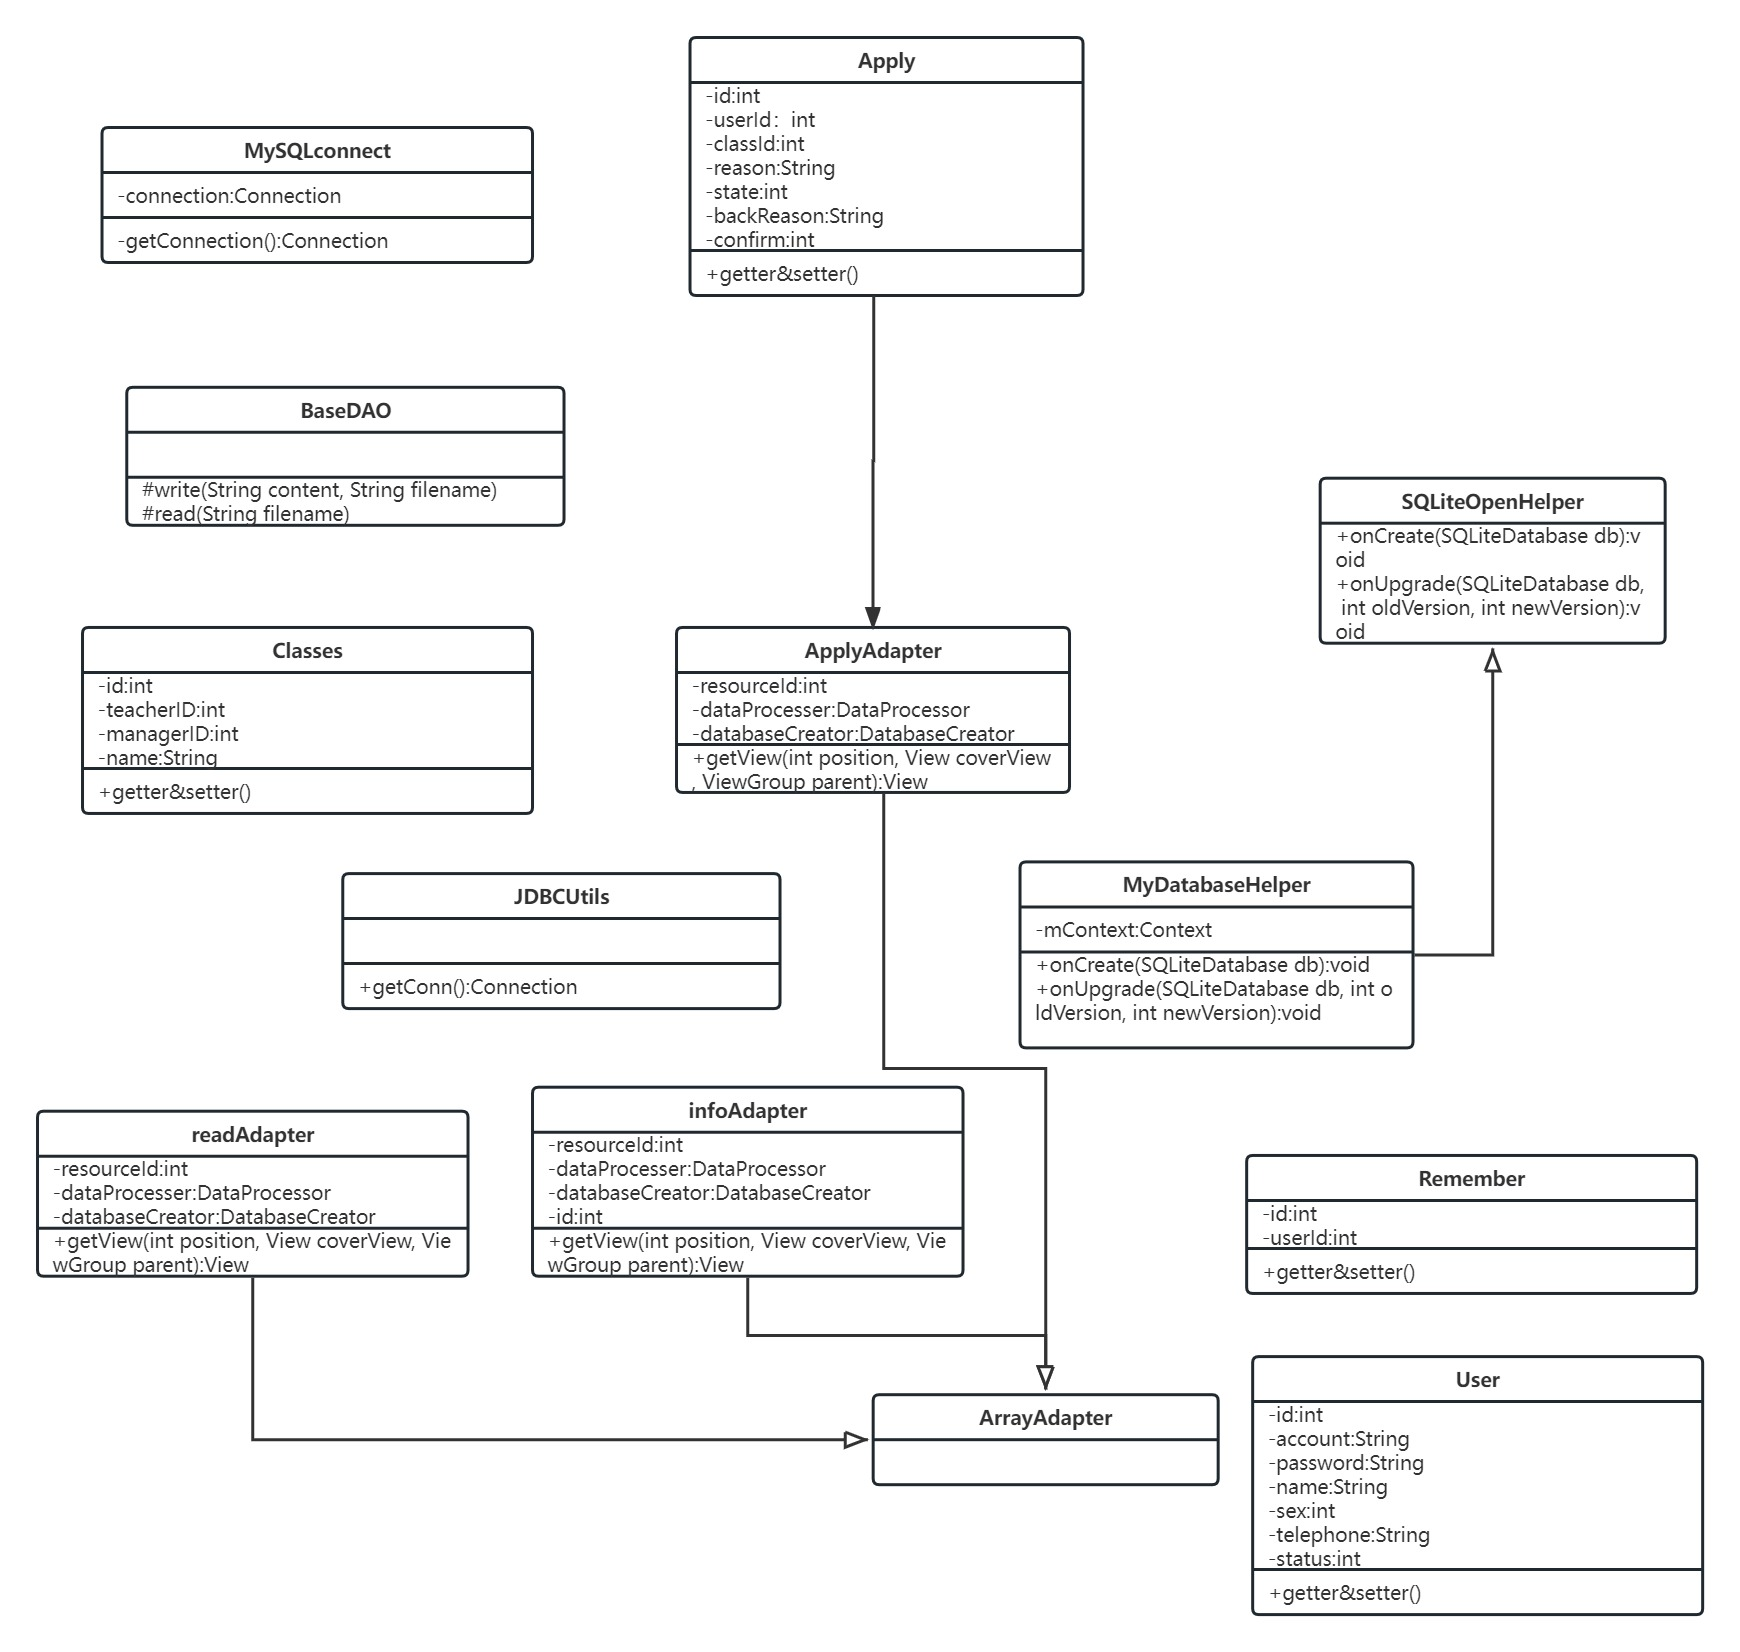 Apply
-id:int
-userId：int
-classId:int
-reason:String
-state:int
-backReason:String
-confirm:int
+getter&setter()
MySQLconnect
-connection:Connection
-getConnection():Connection
BaseDAO
#write(String content, String filename)
#read(String filename)
SQLiteOpenHelper
+onCreate(SQLiteDatabase db):v
oid
+onUpgrade(SQLiteDatabase db,
int oldVersion, int newVersion):v
oid
Classes
-id:int
-teacherID:int
-managerID:int
-name:String
+getter&setter()
ApplyAdapter
-resourceId:int
-dataProcesser:DataProcessor
-databaseCreator:DatabaseCreator
+getView(int position, View coverView
, ViewGroup parent):View
JDBCUtils
+getConn():Connection
MyDatabaseHelper
-mContext:Context
+onCreate(SQLiteDatabase db):void
+onUpgrade(SQLiteDatabase db, int o
ldVersion, int newVersion):void
readAdapter
-resourceId:int
-dataProcesser:DataProcessor
-databaseCreator:DatabaseCreator
+getView(int position, View coverView, Vie
wGroup parent):View
infoAdapter
-resourceId:int
-dataProcesser:DataProcessor
-databaseCreator:DatabaseCreator
-id:int
+getView(int position, View coverView, Vie
wGroup parent):View
Remember
-id:int
-userId:int
+getter&setter()
ArrayAdapter
User
-id:int
-account:String
-password:String
-name:String
-sex:int
-telephone:String
-status:int
+getter&setter()